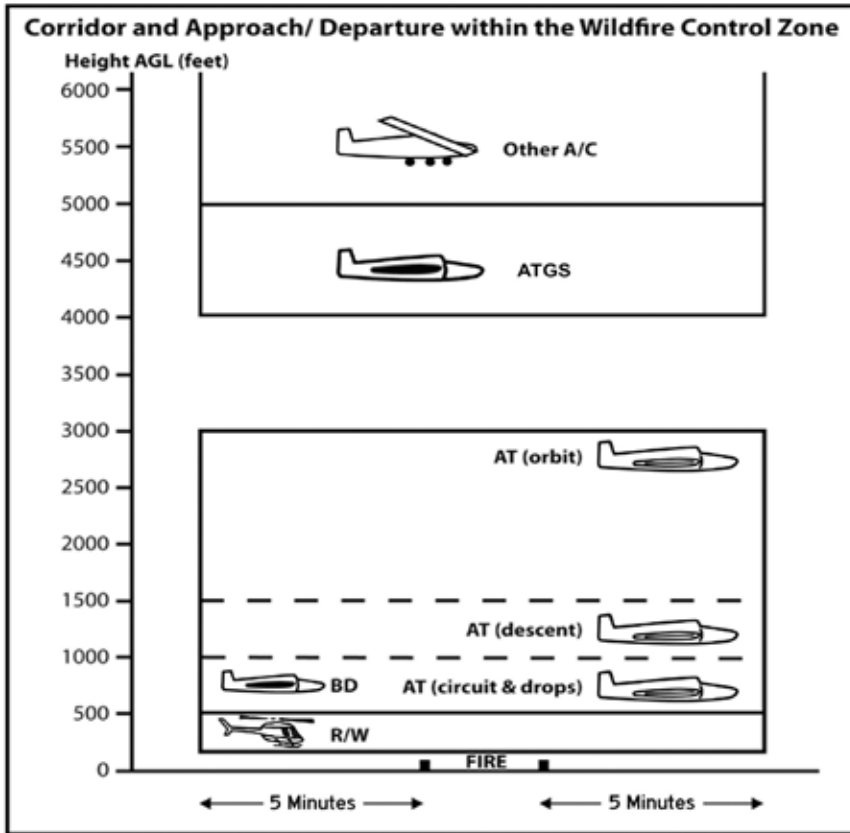 Corridor and Approach/ Departure within the Wildfire Control Zone
Height AGL (feet)
6000
5500
Other A/C
5000
4500
ATGS
4000
3500
3000
AT (orbit)
2500
2000
1500
AT (descent)
1000
BD
AT (circuit & drops)
500
R/W
FIRE
0
5 Minutes
5 Minutes